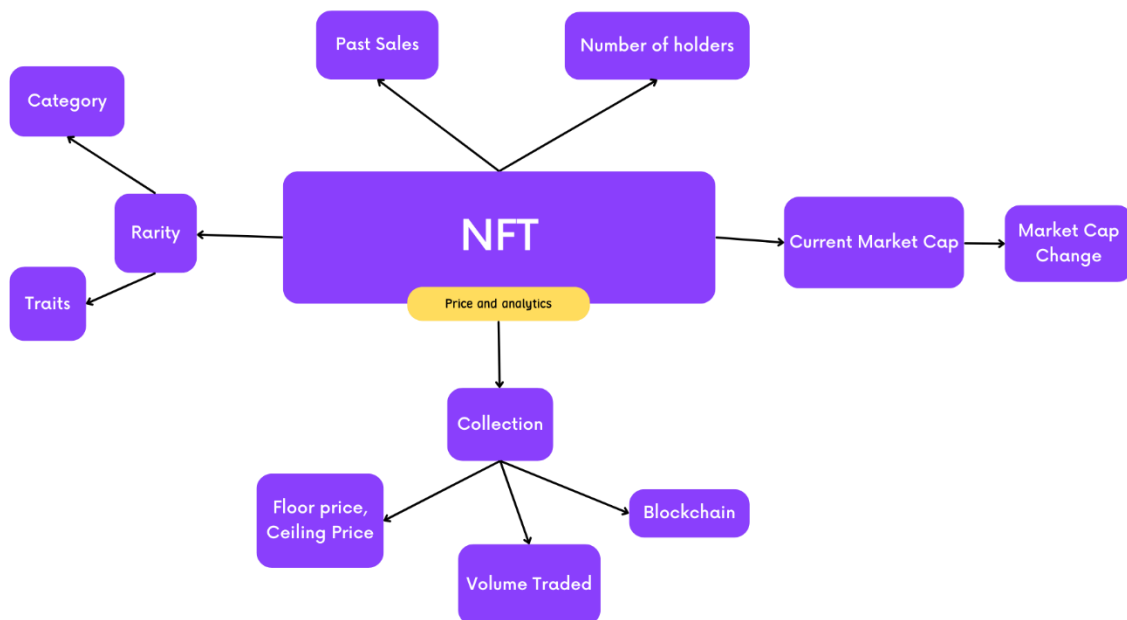 Past Sales
Number of holders
Category
Rarity
NFT
Current Market Cap
Market Cap
Change
Traits
Price and analytics
Collection
Floor price,
Ceiling Price
Blockchain
Volume Traded